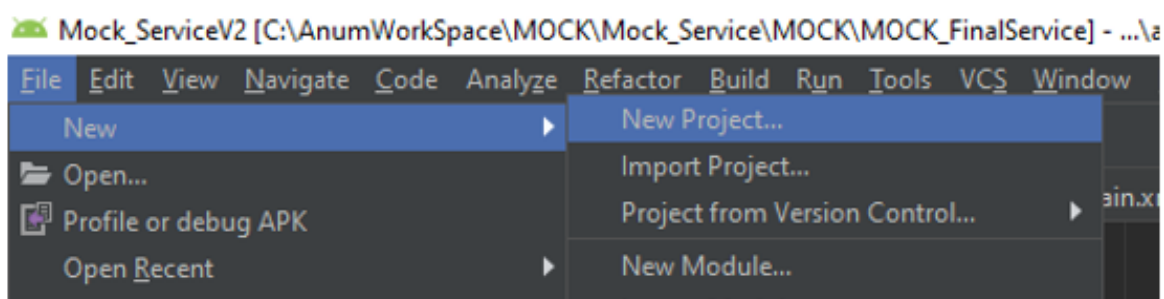 Mock_ServiceV2 [C:\AnumWorkSpace\MOCK\Mock_Service\MOCK\MOCK_FinalService] - ...\a
File Edit View Navigate Code Analyze Refactor Build Run Tools VCS Window
New
New Project...
Open...
Import Project...
Profile or debug APK
Project from Version Control...
ain.x
Open Recent
New Module...